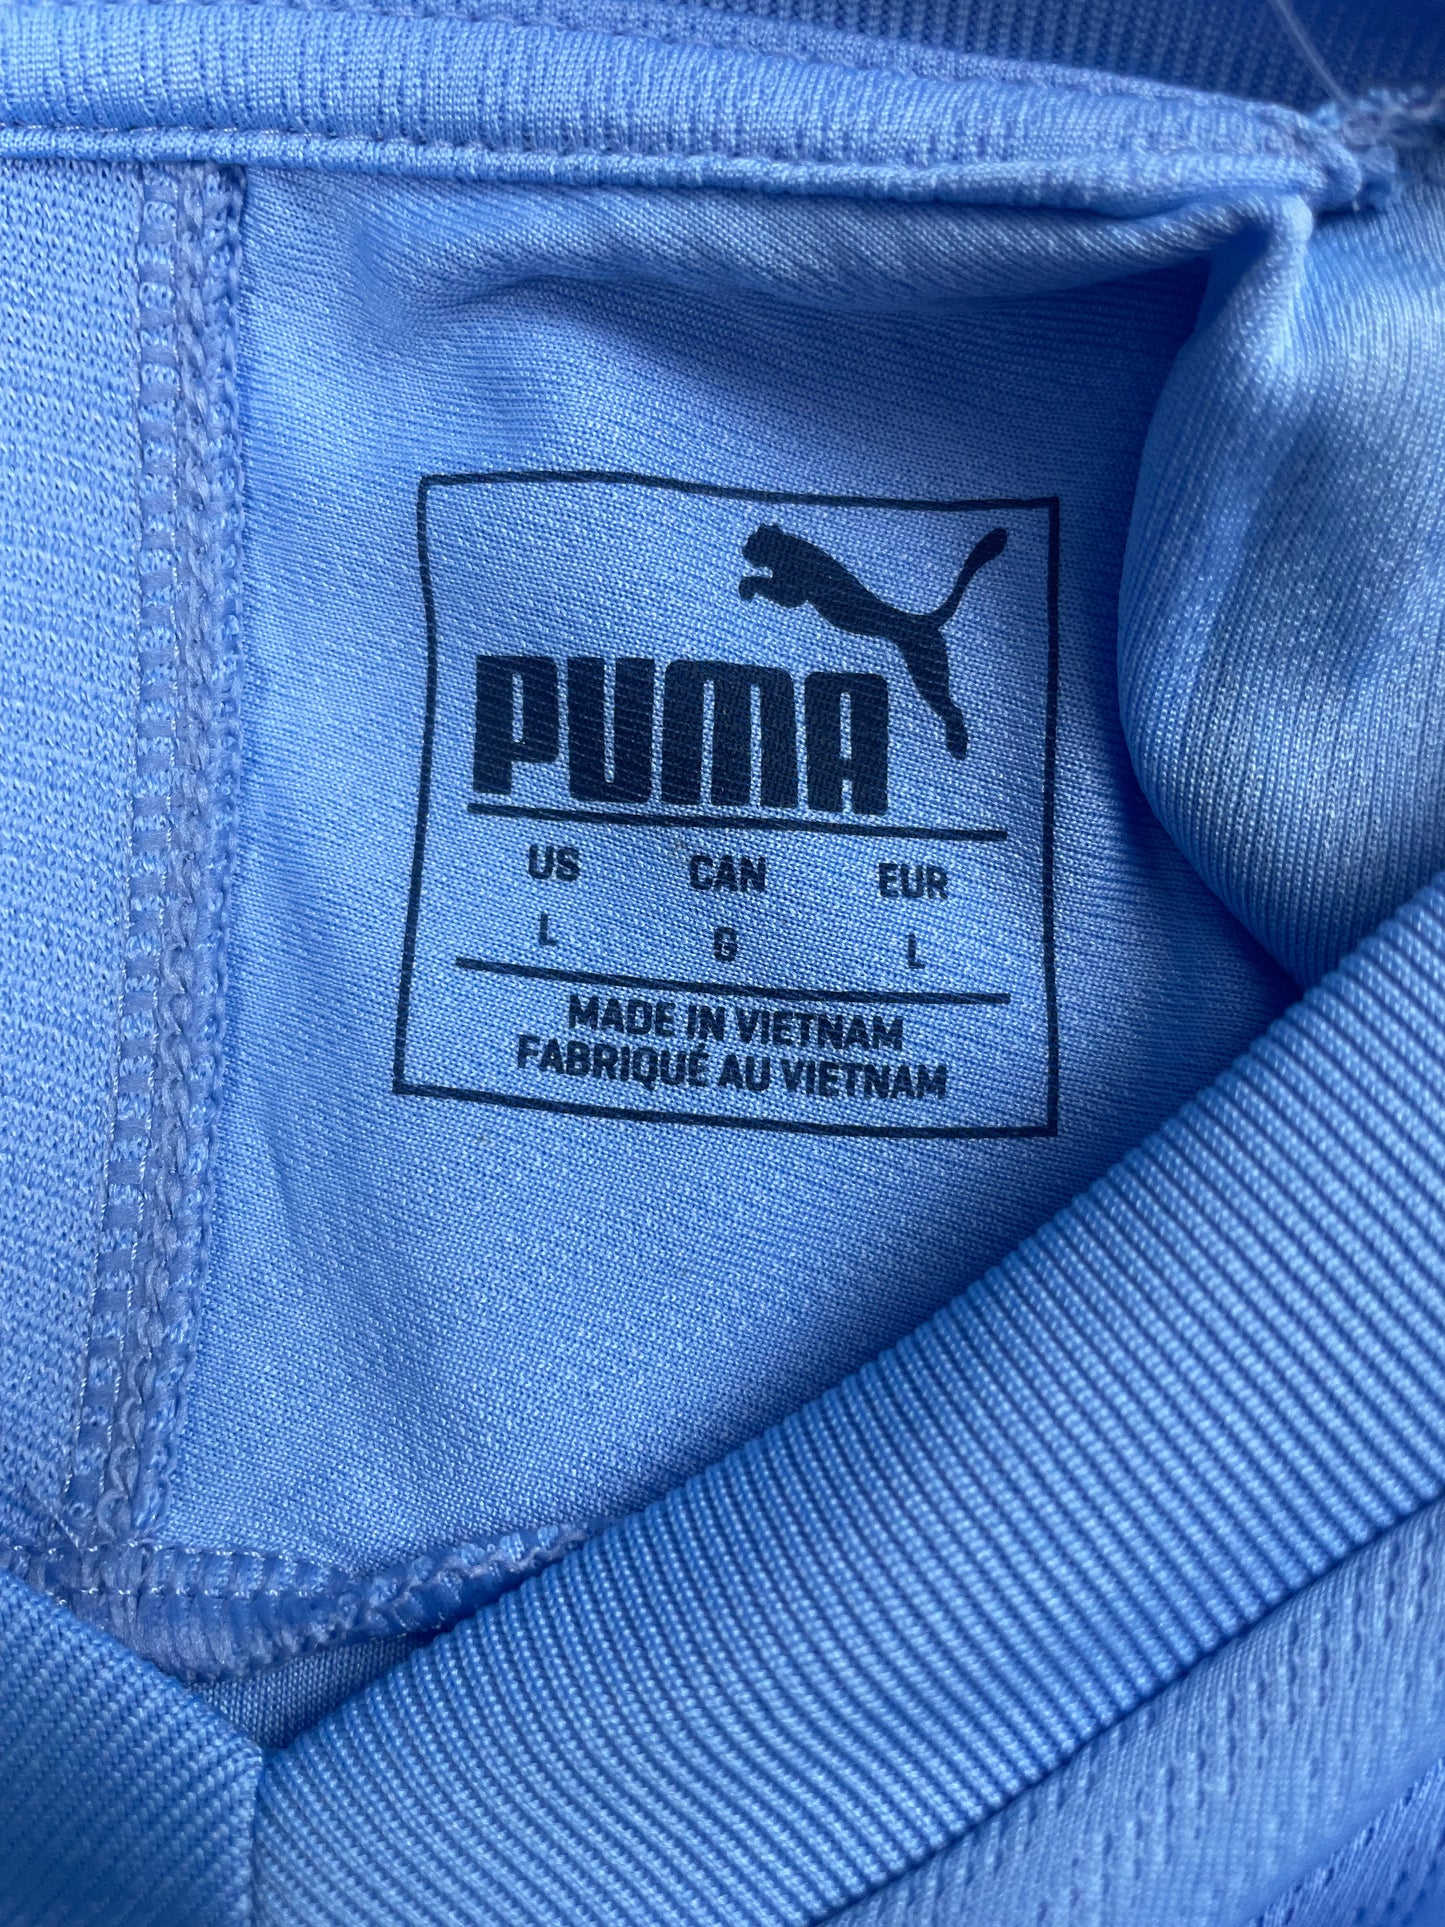 PUMA
US CAN EUR
L G L
MADE IN VIETNAM
FABRIQUÉ AU VIETNAM